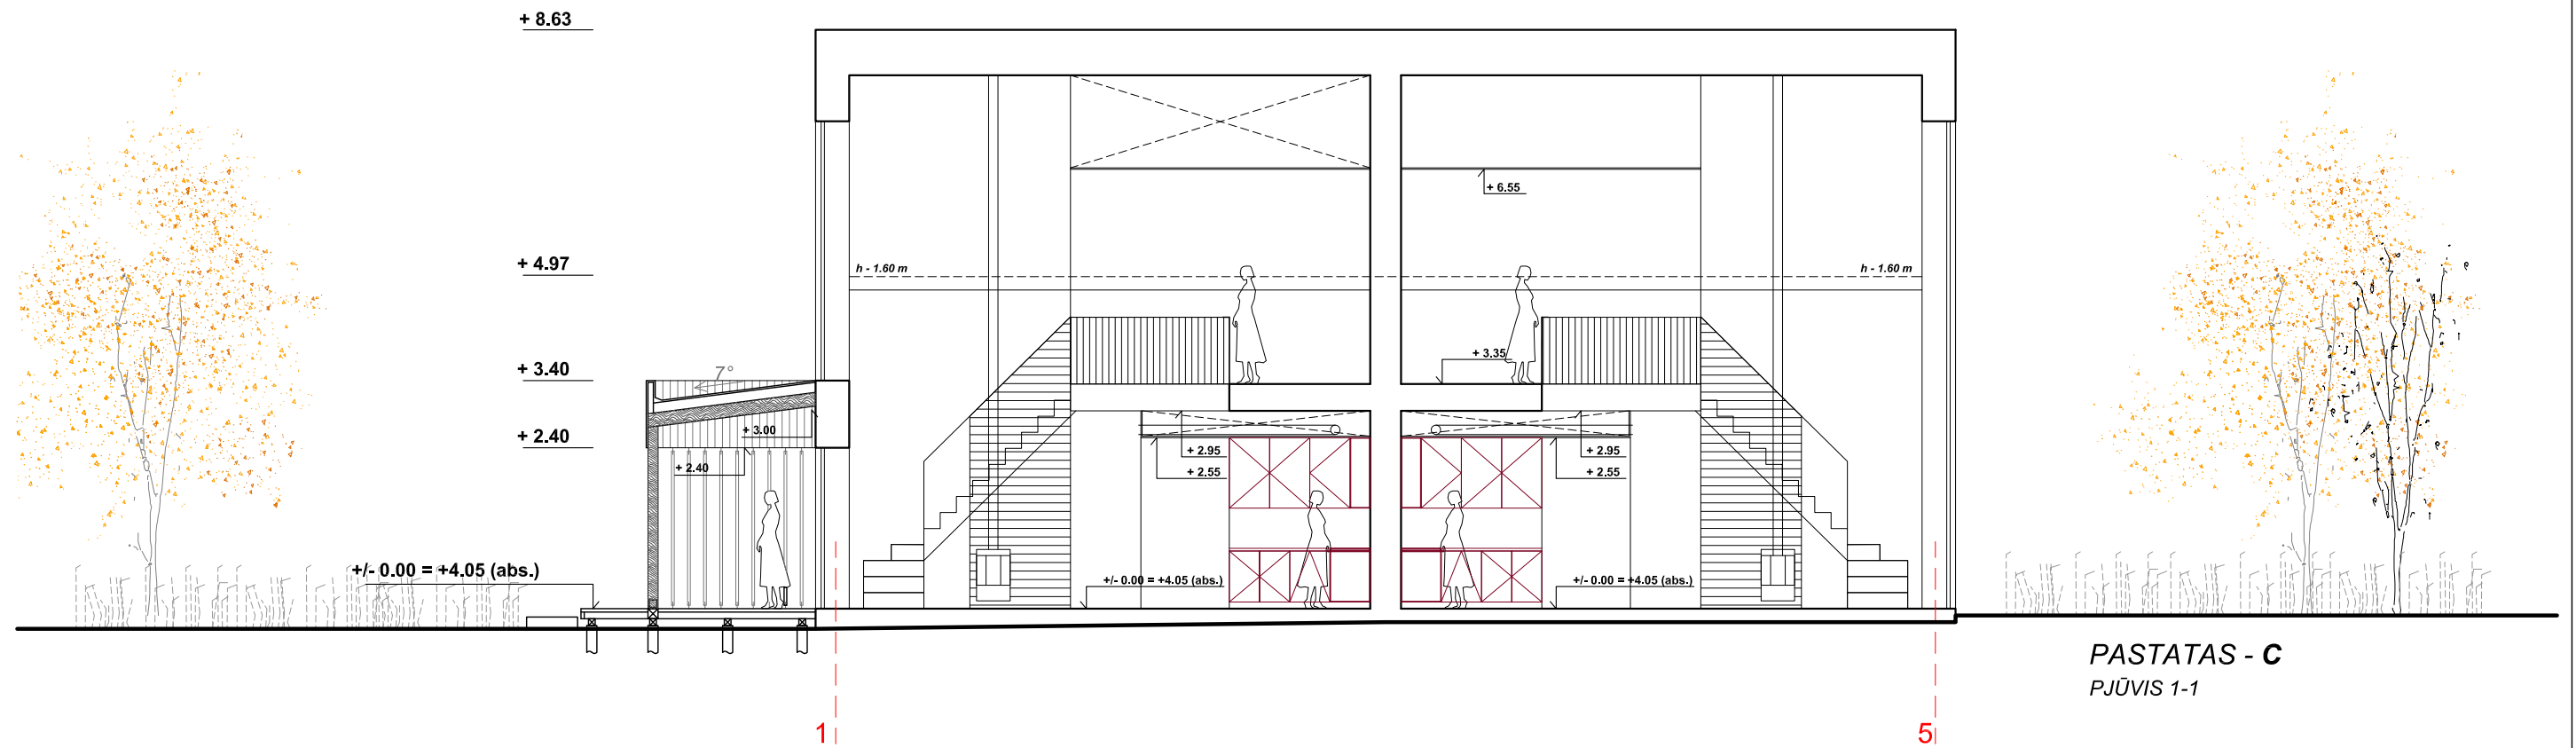 + 8.63
+ 6.55
+ 4.97
h - 1.60 m
h - 1.60 m
+ 3.35
+ 3.40
7°
+ 3.00
+ 2.40
+ 2.40
+ 2.95
+ 2.55
+ 2.95
+ 2.55
+/- 0.00 = +4.05 (abs.)
+/- 0.00 = +4.05 (abs.)
+/- 0.00 = +4.05 (abs.)
PASTATAS - C
PJŪVIS 1-1
1
5